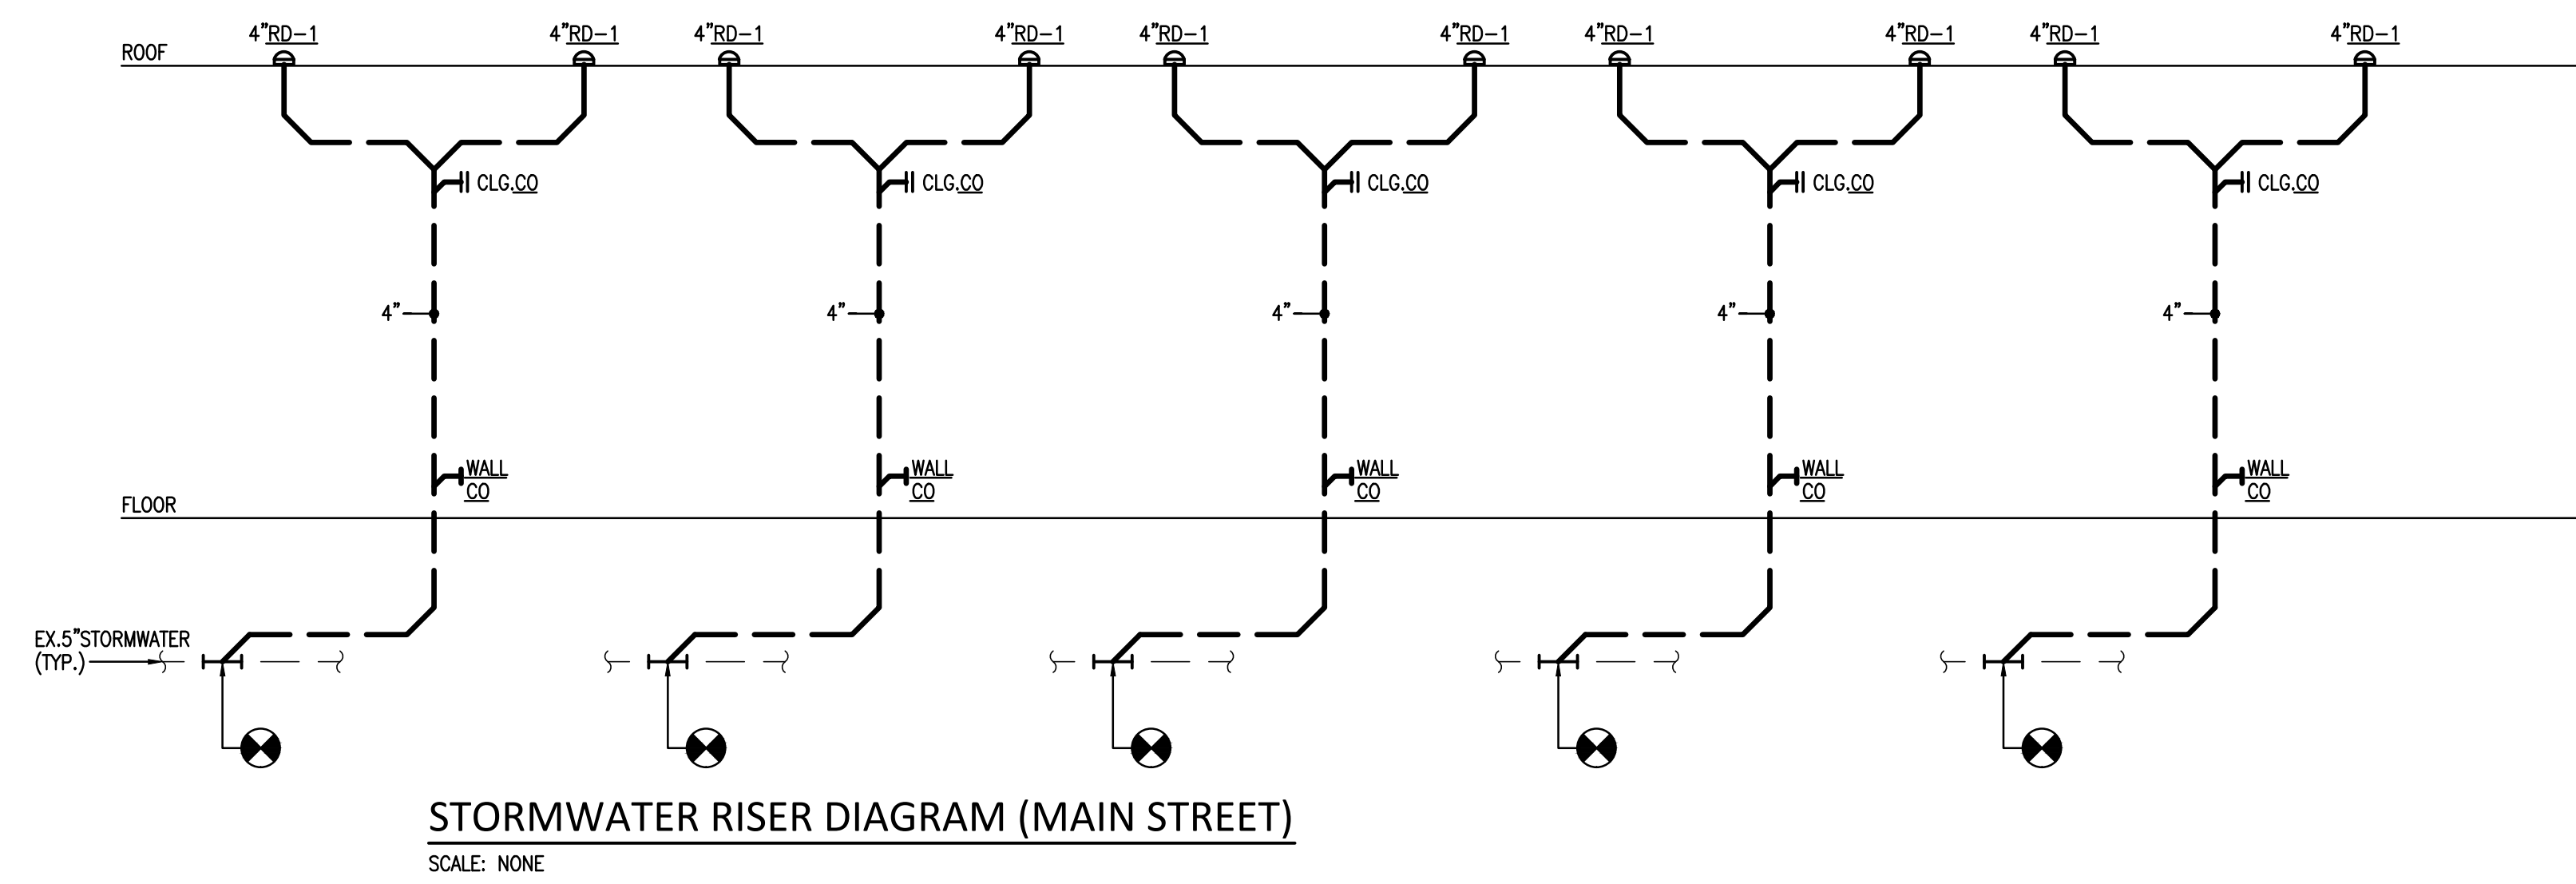 4"RD-1 4"RD-1 4"RD-1 4"RD-1 4"RD-1 4"RD-1 4"RD-1 4"RD-1 4"RD-1 4"RD-1
ROOF
CLG.CO CLG.CO CLG.CO CLG.CO CLG.CO
4" 4" 4" 4" 4"
WALL WALL WALL WALL WALL
CO CO CO CO CO
FLOOR
EX.5"STORMWATER
(TYP.)
STORMWATER RISER DIAGRAM (MAIN STREET)
SCALE: NONE